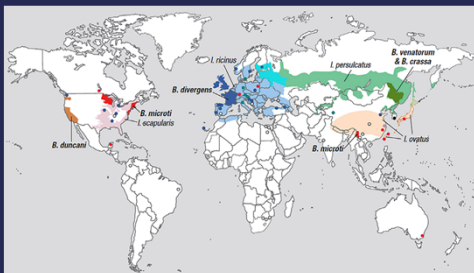 I. ricinus
B. divergens
I. persulcatus
B. venatorum
& B. crassa
B. microti
I. scapularis
B. duncani
I. ovatus
B. microti